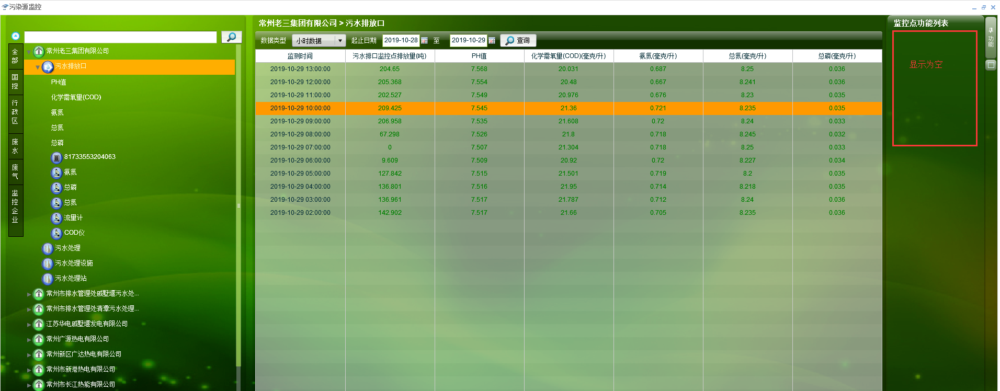 污染源监控
全部
国控
行政区
废水
废气
监控企业
常州老三集团有限公司
污水排放口
PH值
化学需氧量(COD)
氨氮
总氮
总磷
81733553204063
氨氮
总磷
总氮
流量计
COD仪
污水处理
污水处理设施
污水处理站
常州市排水管理处戚墅堰污水处...
常州市排水管理处清潭污水处理...
江苏华电戚墅堰发电有限公司
常州广源热电有限公司
常州新区广达热电有限公司
常州市新港热电有限公司
常州市长江热能有限公司
常州老三集团有限公司 > 污水排放口
数据类型 小时数据 起止日期 2019-10-28 至 2019-10-29 查询
监测时间 污水排口监控点排放量(吨) PH值 化学需氧量(COD)(毫克/升) 氨氮(毫克/升) 总氮(毫克/升) 总磷(毫克/升)
2019-10-29 13:00:00 204.65 7.568 20.031 0.687 8.25 0.036
2019-10-29 12:00:00 205.368 7.554 20.48 0.667 8.241 0.036
2019-10-29 11:00:00 202.527 7.549 20.976 0.676 8.23 0.035
2019-10-29 10:00:00 209.425 7.545 21.36 0.721 8.235 0.035
2019-10-29 09:00:00 206.958 7.535 21.608 0.72 8.24 0.033
2019-10-29 08:00:00 67.298 7.526 21.8 0.718 8.245 0.032
2019-10-29 07:00:00 0 7.507 21.304 0.718 8.25 0.033
2019-10-29 06:00:00 9.609 7.509 20.92 0.72 8.227 0.034
2019-10-29 05:00:00 127.842 7.515 21.501 0.719 8.2 0.035
2019-10-29 04:00:00 136.801 7.516 21.95 0.714 8.218 0.035
2019-10-29 03:00:00 136.961 7.517 21.787 0.712 8.24 0.036
2019-10-29 02:00:00 142.902 7.517 21.66 0.705 8.235 0.036
监控点功能列表
显示为空
功能